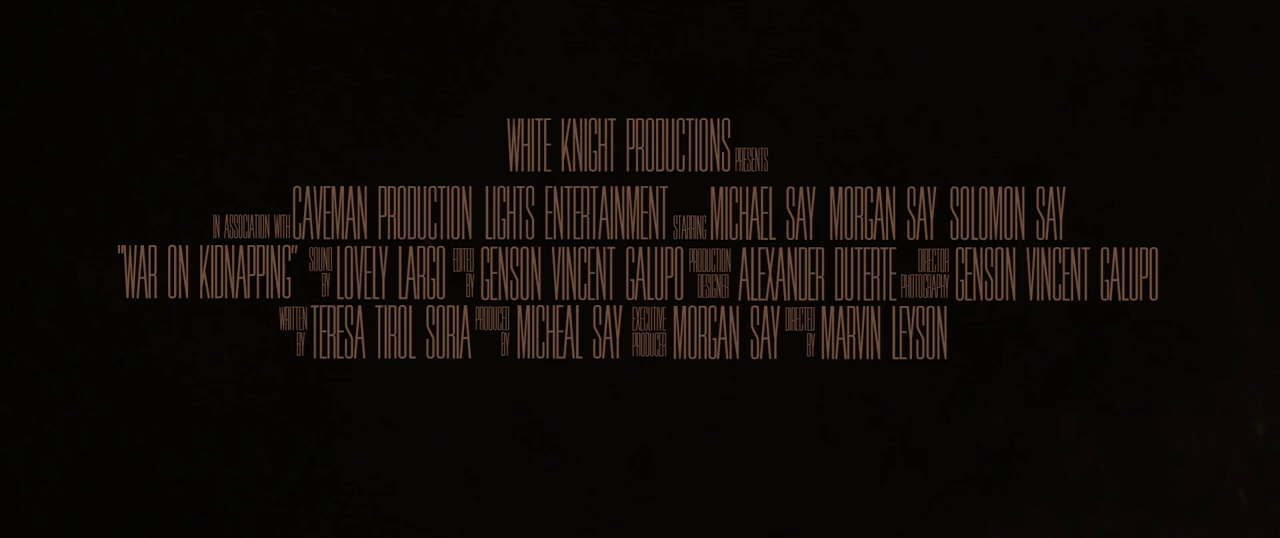 WHITE KNIGHT PRODUCTIONS PRESENTS
IN ASSOCIATION WITH CAVEMAN PRODUCTION LIGHTS ENTERTAINMENT STARRING MICHAEL SAY MORGAN SAY SOLOMON SAY
"WAR ON KIDNAPPING" SOUND BY LOVELY LARGO EDITED BY GENSON VINCENT GALUPO PRODUCTION DESIGNER ALEXANDER DUTERTE DIRECTOR PHOTOGRAPHY GENSON VINCENT GALUPO
WRITTEN BY TERESA TIROL SORIA PRODUCED BY MICHEAL SAY EXECUTIVE PRODUCER MORGAN SAY DIRECTED BY MARVIN LEYSON